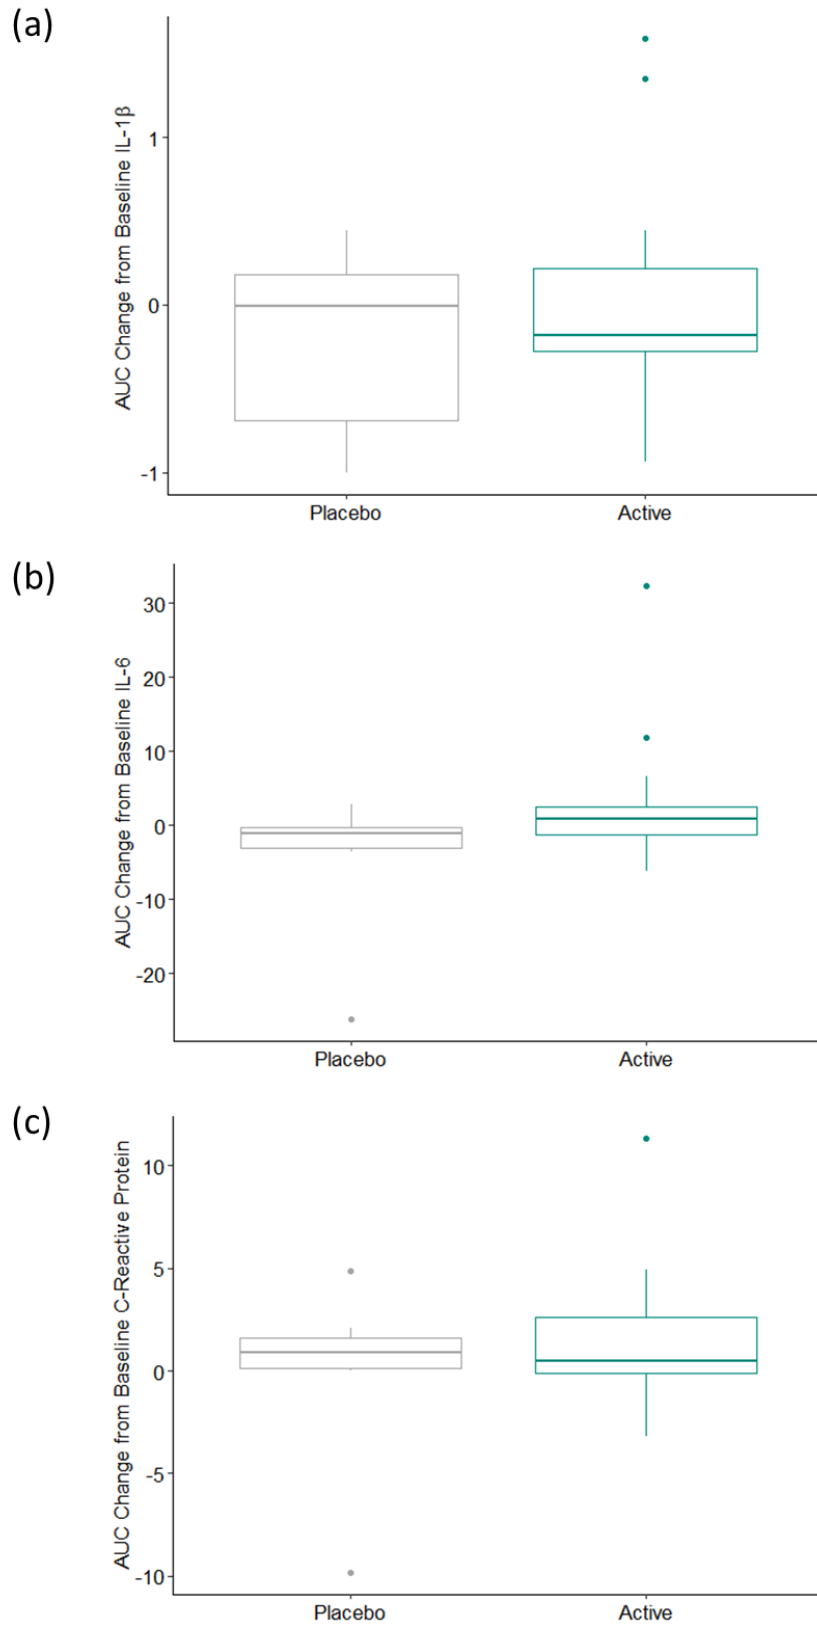 (a)
AUC Change from Baseline IL-1β
1
0
-1
Placebo
Active
(b)
AUC Change from Baseline IL-6
30
20
10
0
-10
-20
Placebo
Active
(c)
AUC Change from Baseline C-Reactive Protein
10
5
0
-5
-10
Placebo
Active